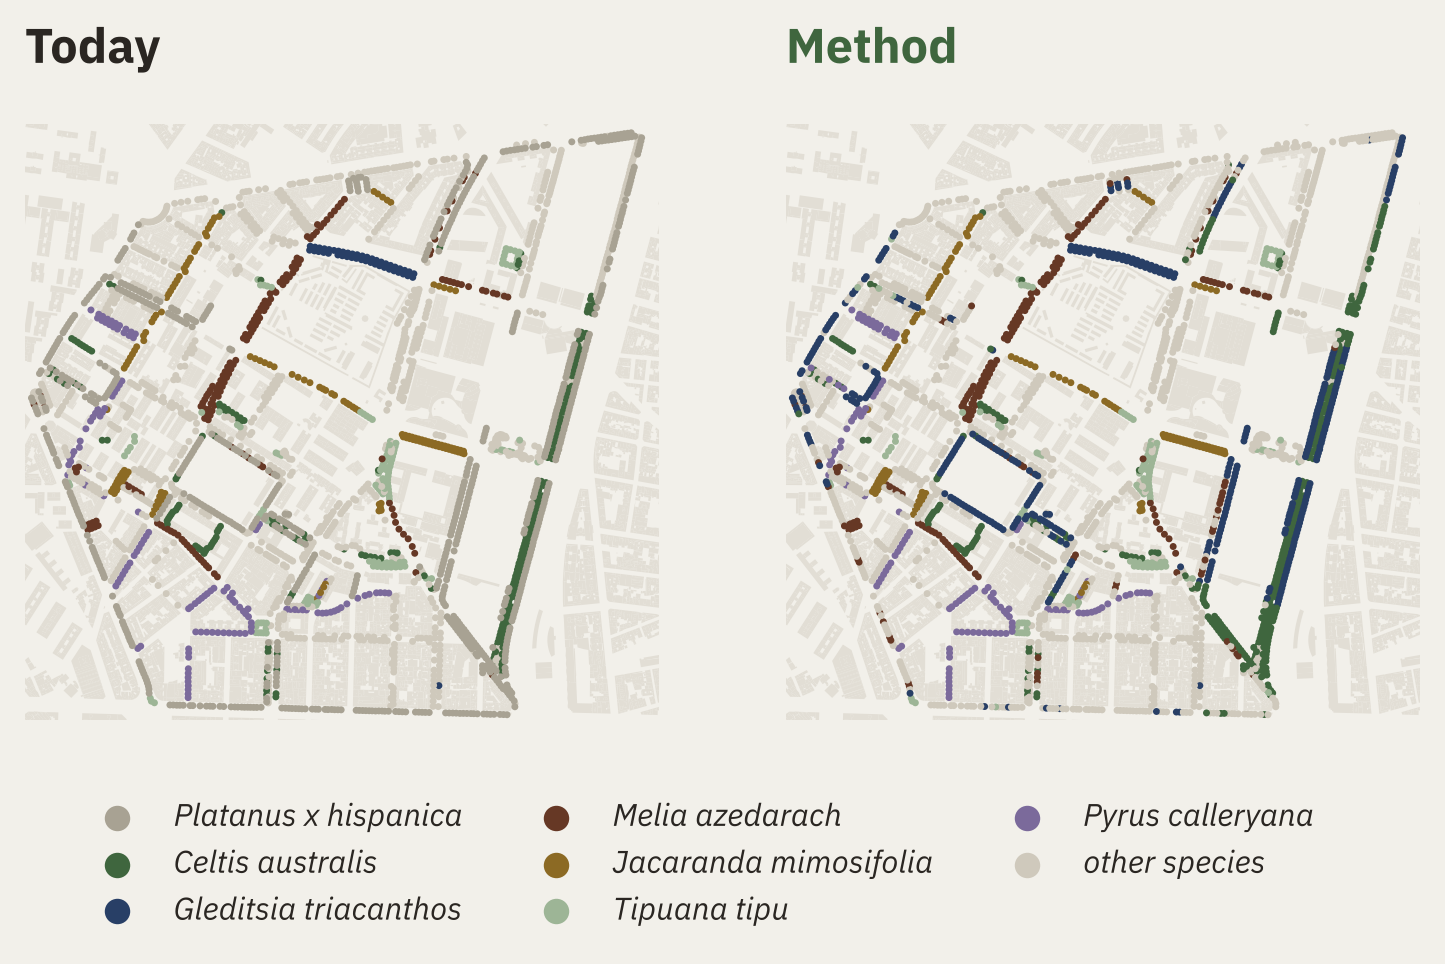 Today
Method
Platanus x hispanica
Melia azedarach
Pyrus calleryana
Celtis australis
Jacaranda mimosifolia
other species
Gleditsia triacanthos
Tipuana tipu